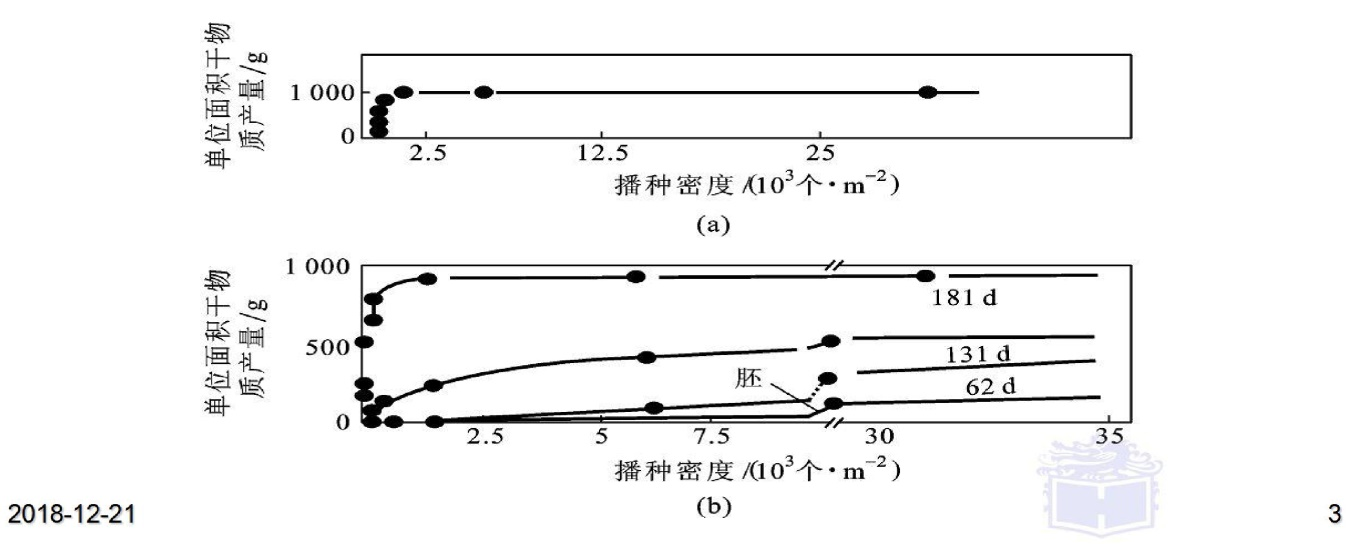 单位面积干物
质产量/g
1 000
0
2.5 12.5 25
播种密度/(10³个·m⁻²)
(a)
单位面积干物
质产量/g
1 000
181 d
500
131 d
胚
62 d
0
2.5 5 7.5 30 35
播种密度/(10³个·m⁻²)
(b)
2018-12-21
3